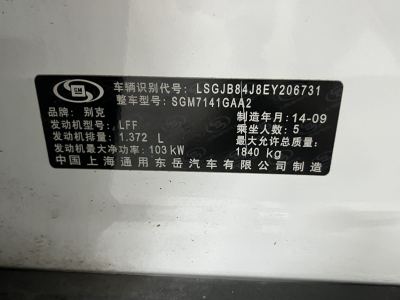 GM
车辆识别代号: LSGJB84J8EY206731
整车型号: SGM7141GAA2
品牌: 别克 制造年月: 14-09
发动机型号: LFF 乘坐人数: 5
发动机排量: 1.372 L 最大允许总质量:
发动机最大净功率: 103 kW 1840 kg
中国上海通用东岳汽车有限公司制造